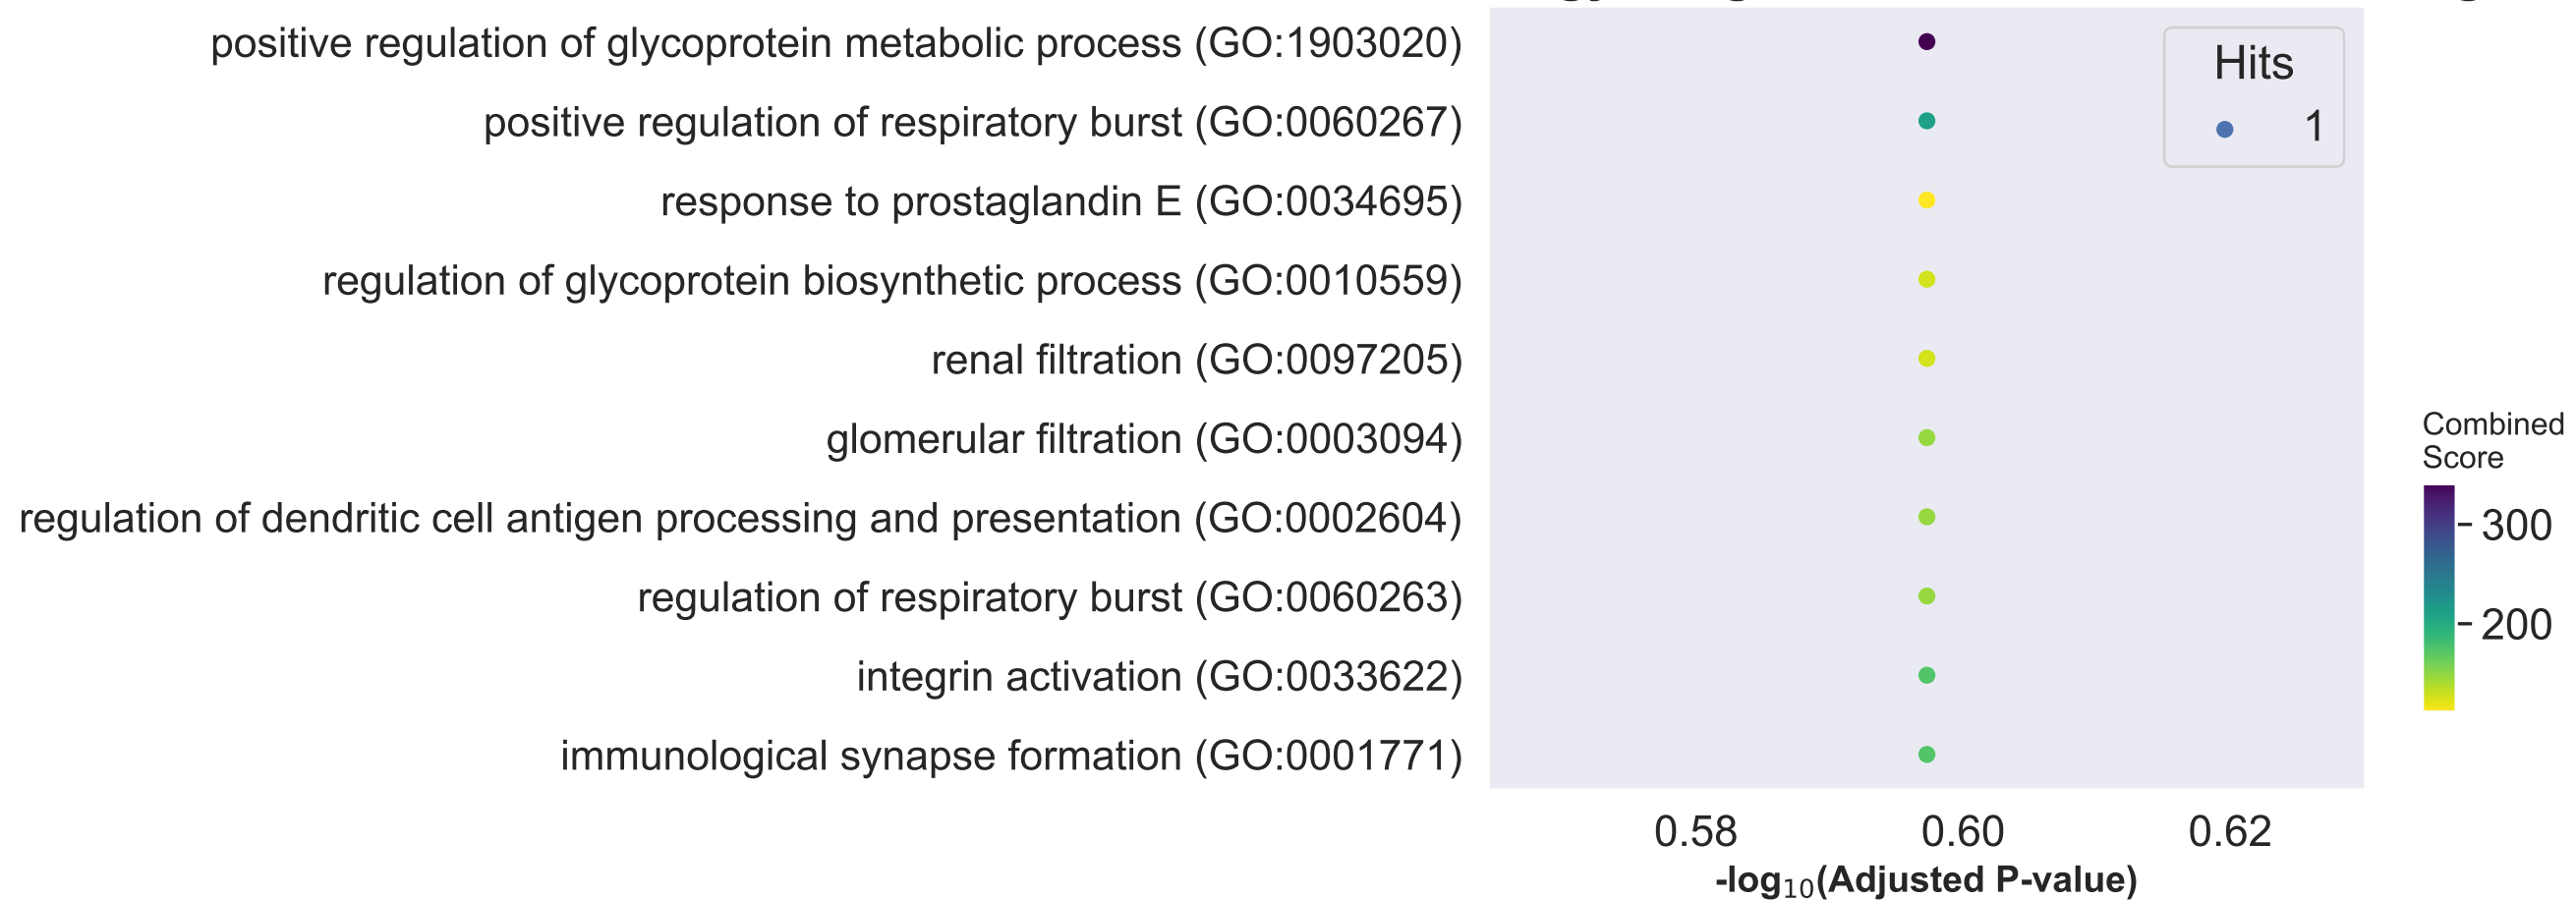 positive regulation of glycoprotein metabolic process (GO:1903020)
positive regulation of respiratory burst (GO:0060267)
response to prostaglandin E (GO:0034695)
regulation of glycoprotein biosynthetic process (GO:0010559)
renal filtration (GO:0097205)
glomerular filtration (GO:0003094)
regulation of dendritic cell antigen processing and presentation (GO:0002604)
regulation of respiratory burst (GO:0060263)
integrin activation (GO:0033622)
immunological synapse formation (GO:0001771)
Hits
1
Combined
Score
300
200
0.58 0.60 0.62
-log₁₀(Adjusted P-value)